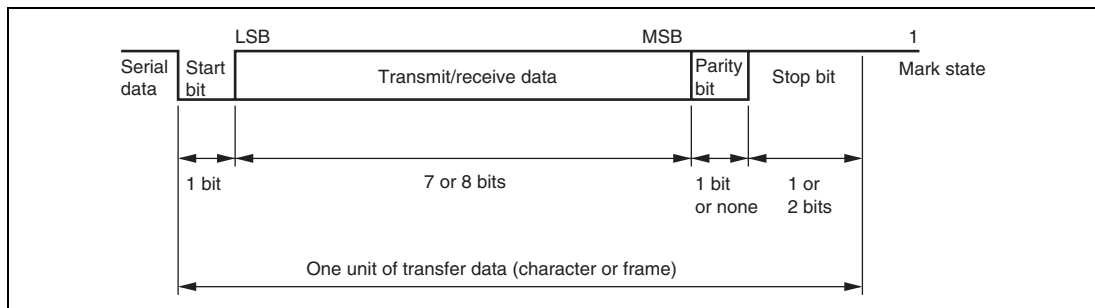 LSB
MSB
1
Serial
data
Start
bit
Transmit/receive data
Parity
bit
Stop bit
Mark state
1 bit
7 or 8 bits
1 bit
or none
1 or
2 bits
One unit of transfer data (character or frame)